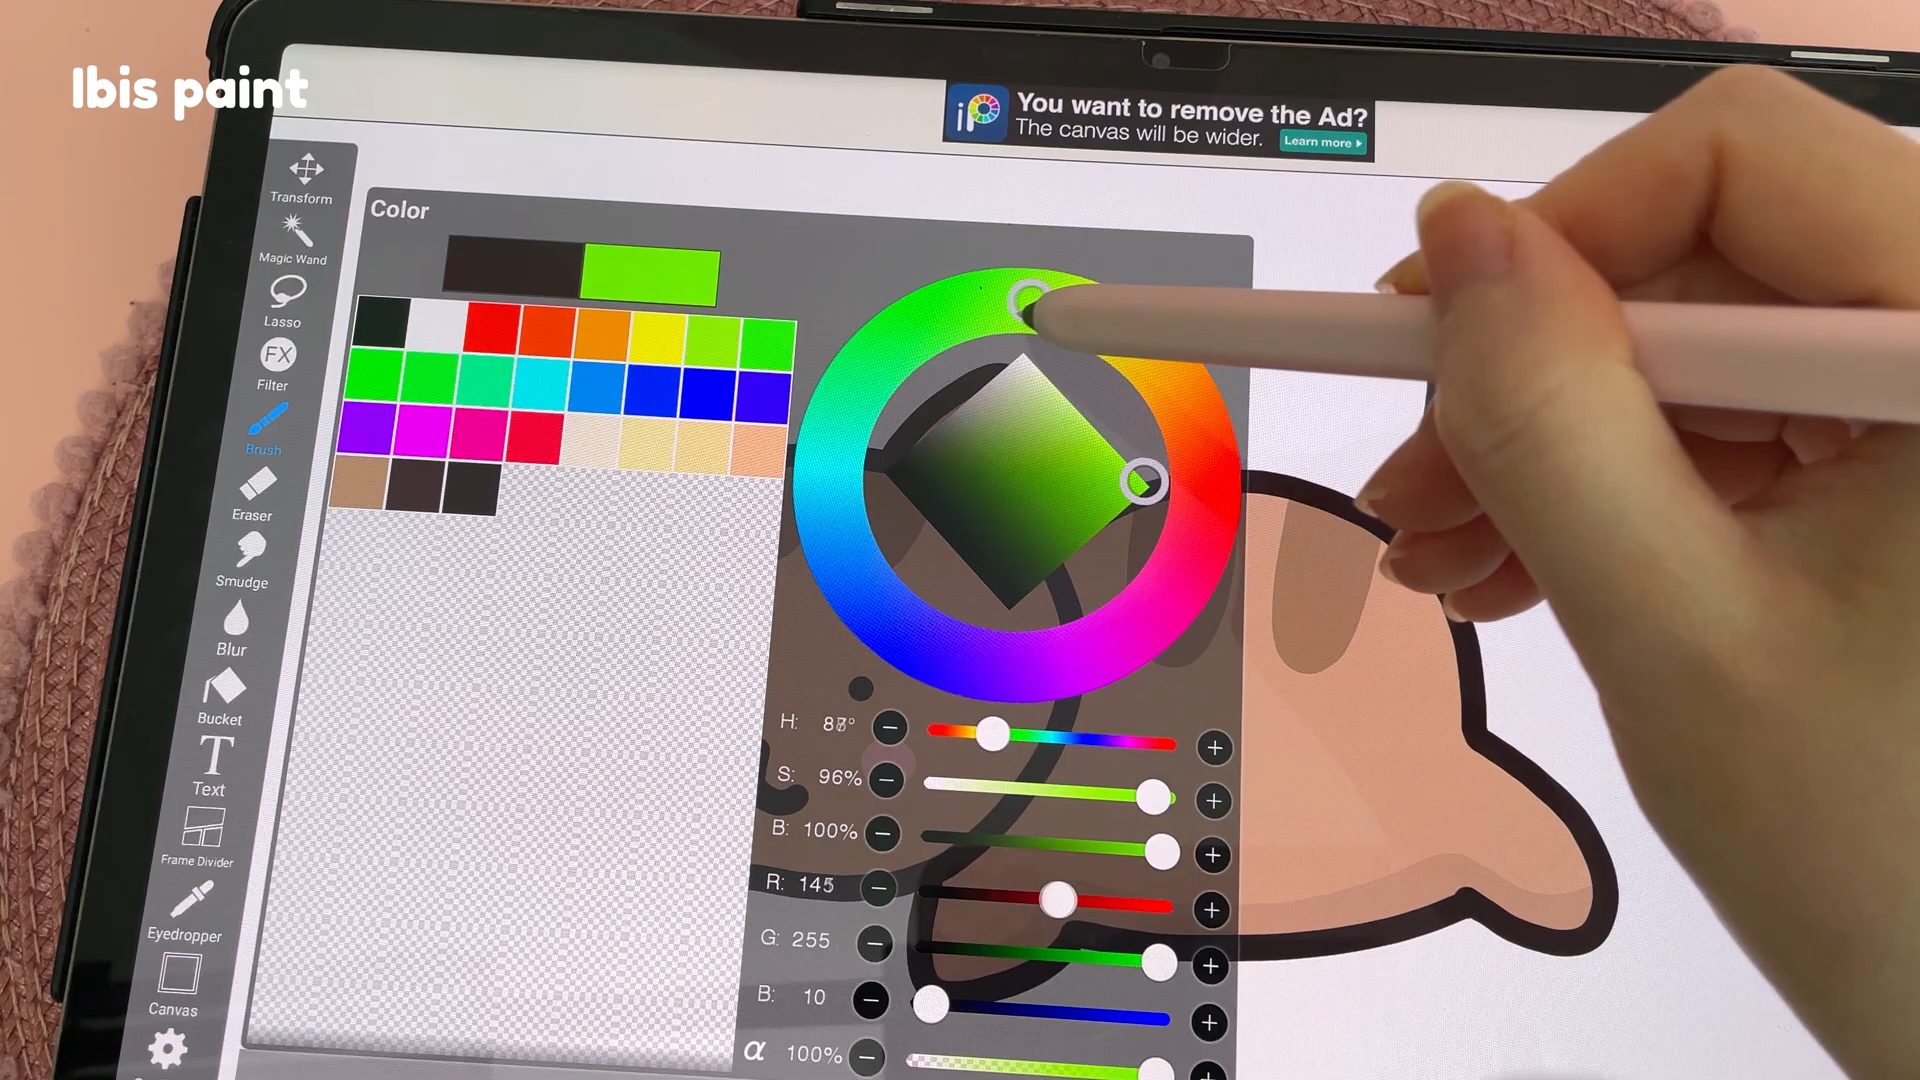 Ibis paint
iP
You want to remove the Ad?
The canvas will be wider.
Learn more
Transform
Magic Wand
Lasso
FX
Filter
Brush
Eraser
Smudge
Blur
Bucket
T
Text
Frame Divider
Eyedropper
Canvas
Color
H:
S: 96%
B: 100%
R: 145
G: 255
B: 10
α 100%